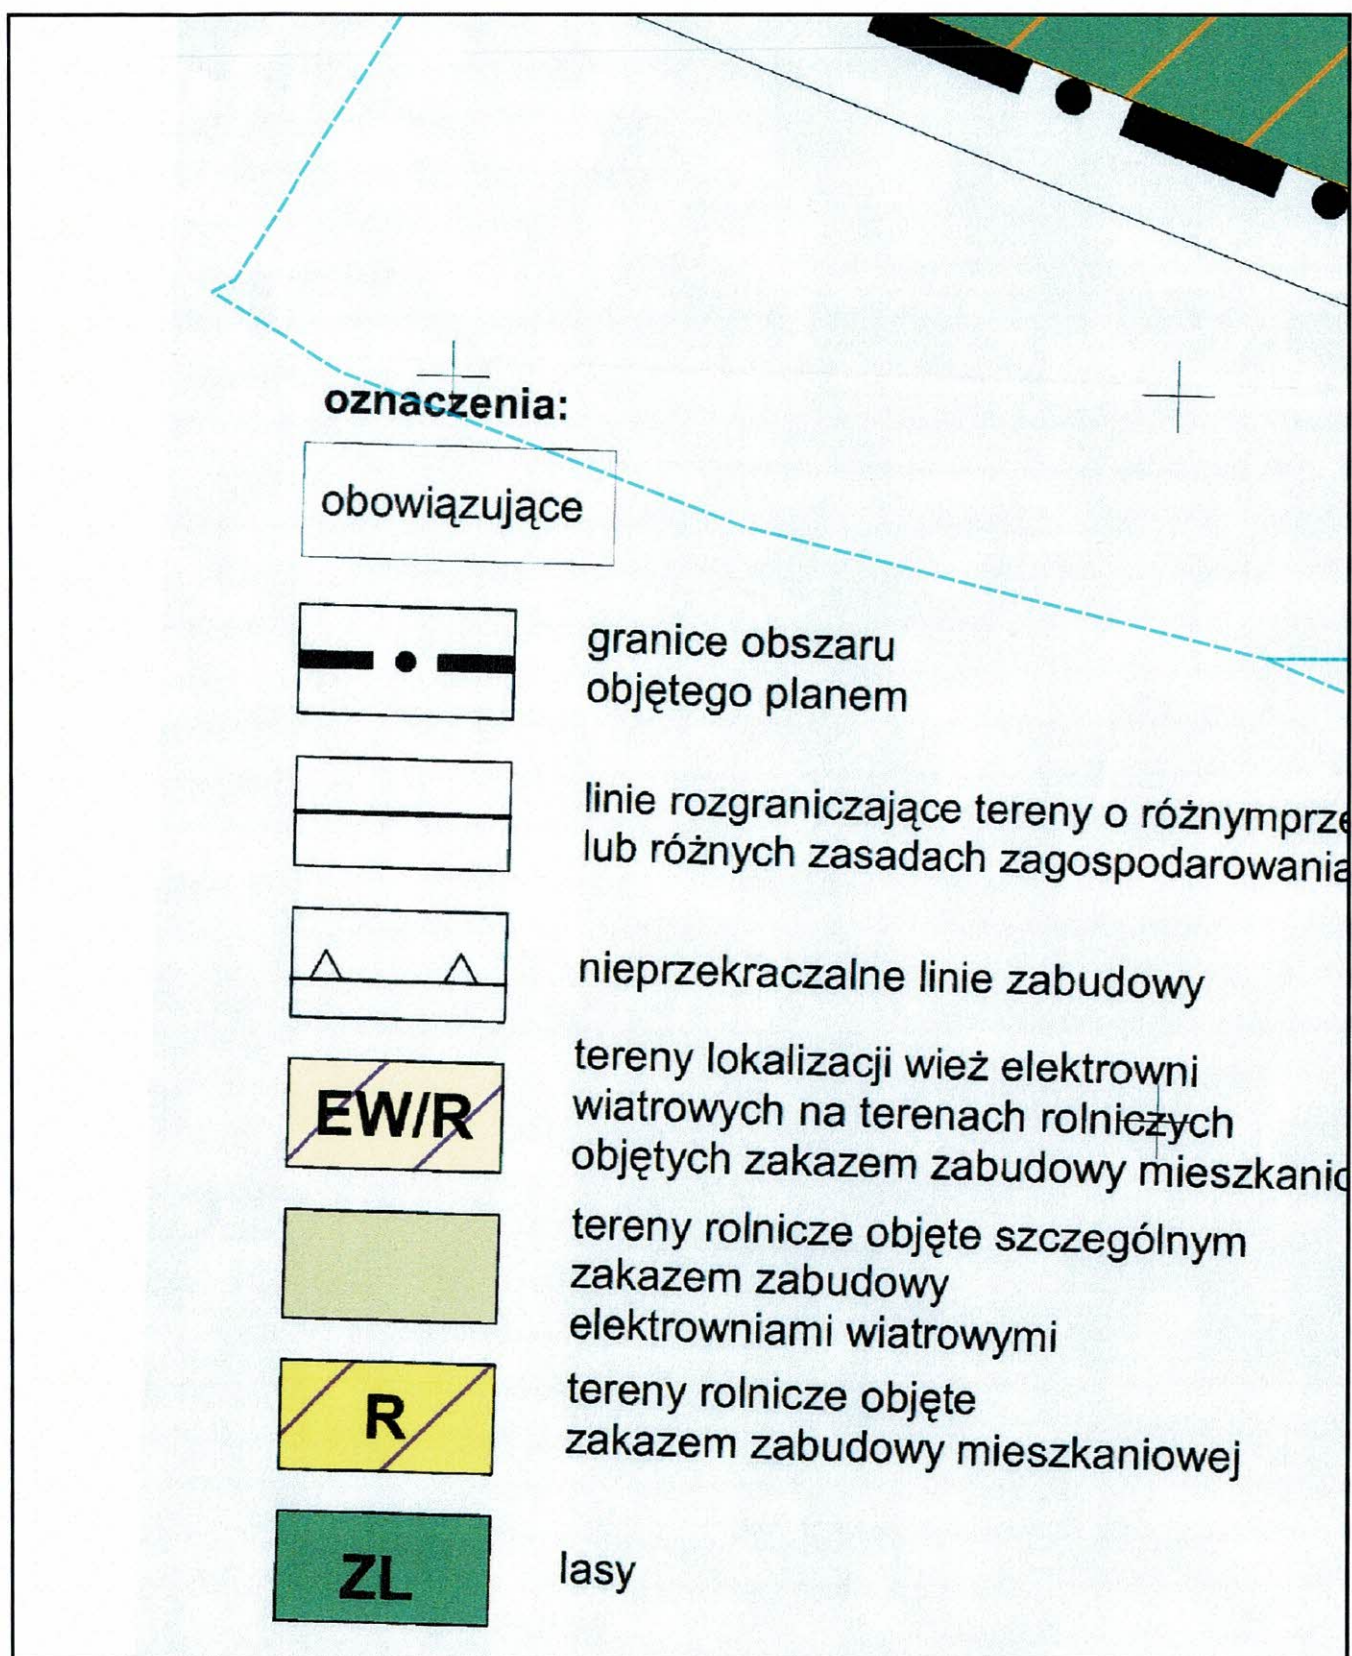 oznaczenia:
obowiązujące
granice obszaru
objętego planem
linie rozgraniczające tereny o różnymprze
lub różnych zasadach zagospodarowania
nieprzekraczalne linie zabudowy
EW/R
tereny lokalizacji wież elektrowni
wiatrowych na terenach rolniczych
objętych zakazem zabudowy mieszkanio
tereny rolnicze objęte szczególnym
zakazem zabudowy
elektrowniami wiatrowymi
R
tereny rolnicze objęte
zakazem zabudowy mieszkaniowej
ZL
lasy